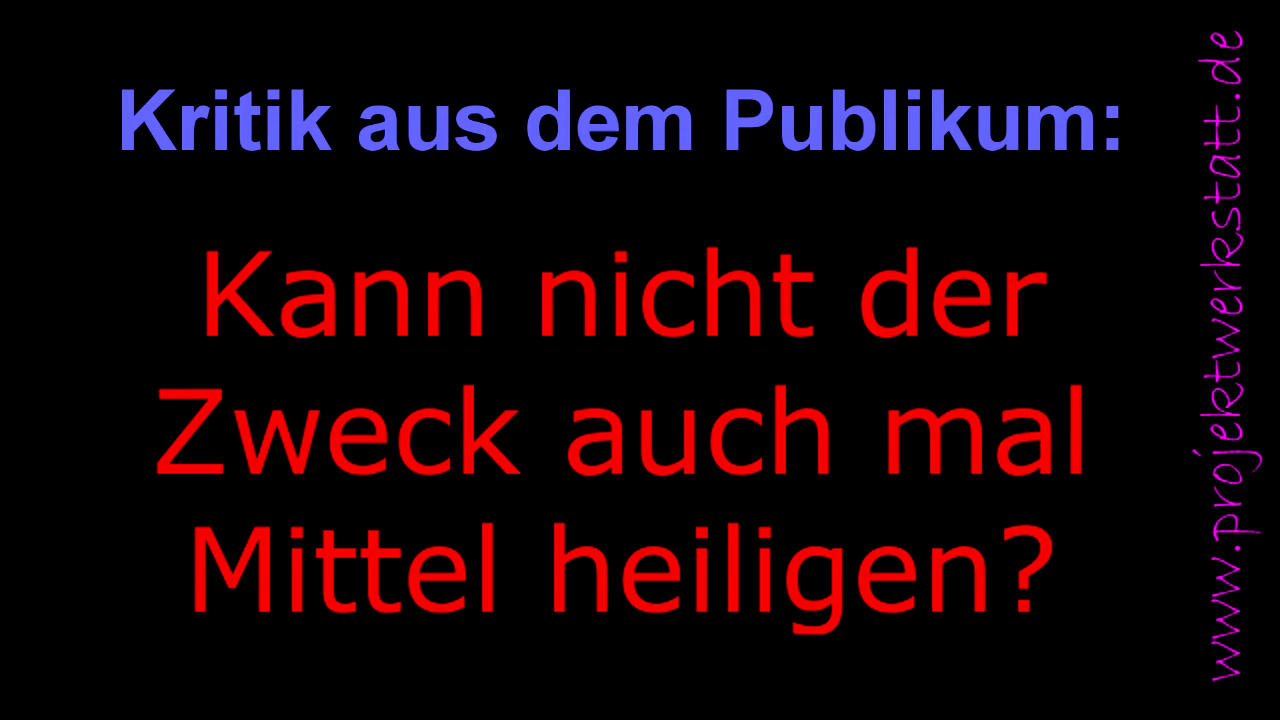 Kritik aus dem Publikum:
Kann nicht der
Zweck auch mal
Mittel heiligen?
www.projektwerkstatt.de